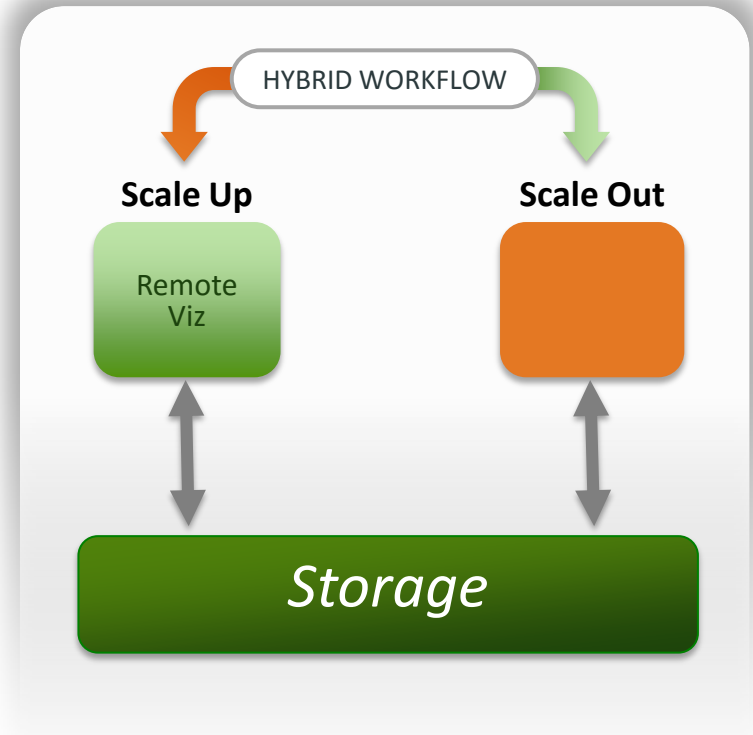 HYBRID WORKFLOW
Scale Up
Scale Out
Remote
Viz
Storage